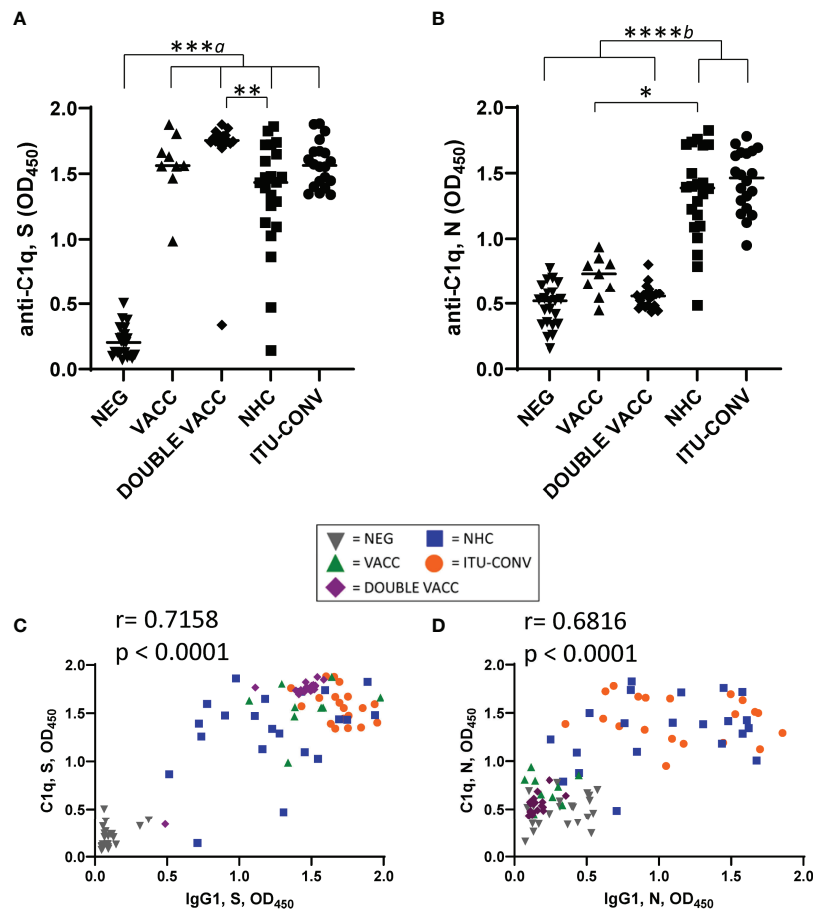 A
***a
**
anti-C1q, S (OD450)
2.0
1.5
1.0
0.5
0.0
NEG
VACC
DOUBLE VACC
NHC
ITU-CONV
B
****b
*
anti-C1q, N (OD450)
2.0
1.5
1.0
0.5
0.0
NEG
VACC
DOUBLE VACC
NHC
ITU-CONV
= NEG
= NHC
= VACC
= ITU-CONV
= DOUBLE VACC
C
r= 0.7158
p < 0.0001
C1q, S, OD450
2.0
1.5
1.0
0.5
0.0
0.0 0.5 1.0 1.5 2.0
IgG1, S, OD450
D
r= 0.6816
p < 0.0001
C1q, N, OD450
2.0
1.5
1.0
0.5
0.0
0.0 0.5 1.0 1.5 2.0
IgG1, N, OD450